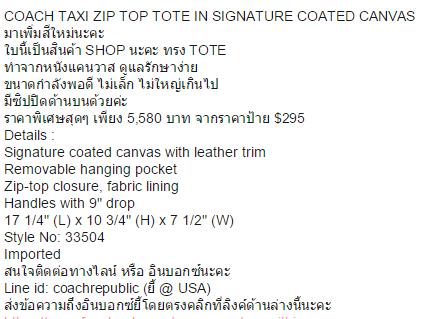 COACH TAXI ZIP TOP TOTE IN SIGNATURE COATED CANVAS
มาเพิ่มสีใหม่นะคะ
ใบนี้เป็นสินค้า SHOP นะคะ ทรง TOTE
ทำจากหนังแคนวาส ดูแลรักษาง่าย
ขนาดกำลังพอดี ไม่เล็ก ไม่ใหญ่เกินไป
มีซิปปิดด้านบนด้วยค่ะ
ราคาพิเศษสุดๆ เพียง 5,580 บาท จากราคาป้าย $295
Details :
Signature coated canvas with leather trim
Removable hanging pocket
Zip-top closure, fabric lining
Handles with 9" drop
17 1/4" (L) x 10 3/4" (H) x 7 1/2" (W)
Style No: 33504
Imported
สนใจติดต่อทางไลน์ หรือ อินบอกซ์นะคะ
Line id: coachrepublic (ยี้ @ USA)
ส่งข้อความถึงอินบอกซ์ยี้โดยตรงคลิกที่ลิงค์ด้านล่างนี้นะคะ